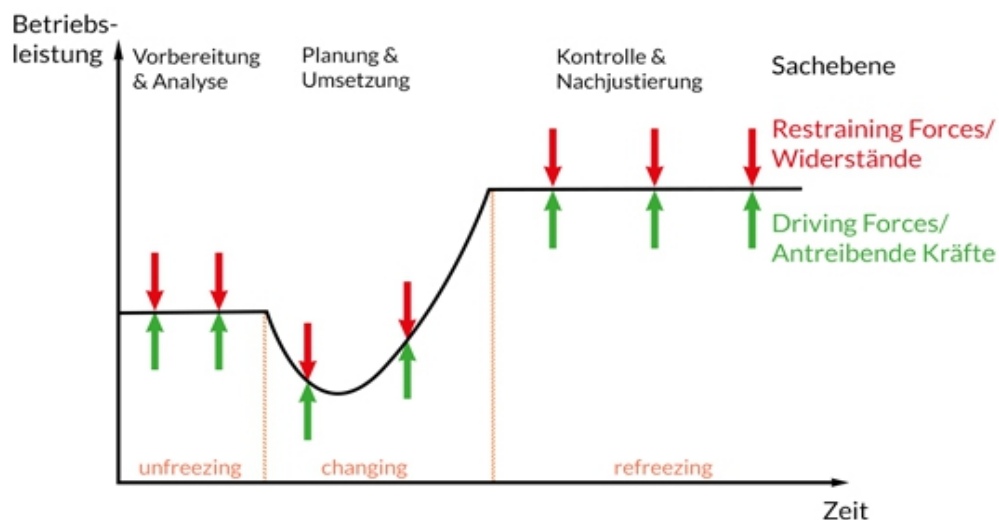 Betriebs-
leistung
Vorbereitung
& Analyse
Planung &
Umsetzung
Kontrolle &
Nachjustierung
Sachebene
Restraining Forces/
Widerstände
Driving Forces/
Antreibende Kräfte
unfreezing
changing
refreezing
Zeit